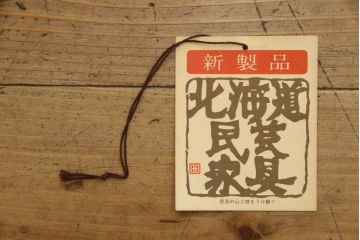 新製品
北海道
民芸
家具
民芸の心と技をうけ継ぐ